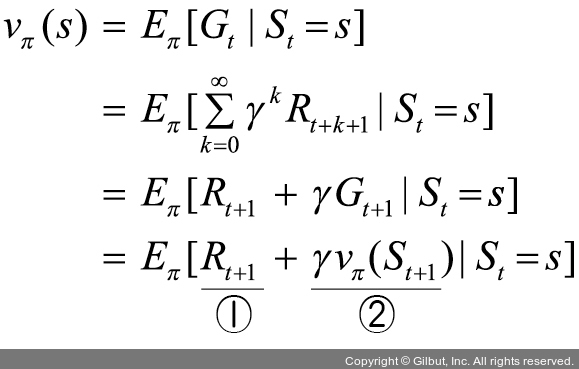 v_π(s) = E_π[G_t | S_t = s]
= E_π[∑_{k=0}^{∞} γ^k R_{t+k+1} | S_t = s]
= E_π[R_{t+1} + γG_{t+1} | S_t = s]
= E_π[R_{t+1} + γv_π(S_{t+1}) | S_t = s]
① ②
Copyright © Gilbut, Inc. All rights reserved.